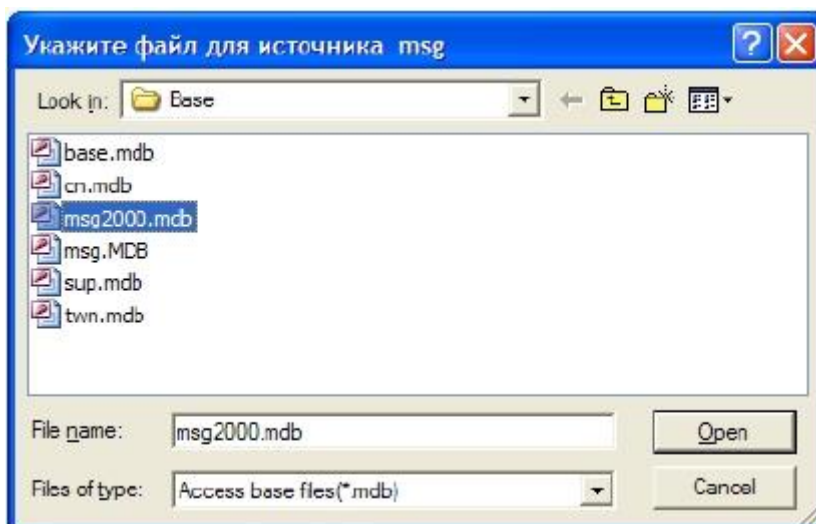 Укажите файл для источника msg
Look in: Base
base.mdb
cn.mdb
msg2000.mdb
msg.MDB
sup.mdb
twn.mdb
File name: msg2000.mdb Open
Files of type: Access base files(*.mdb) Cancel